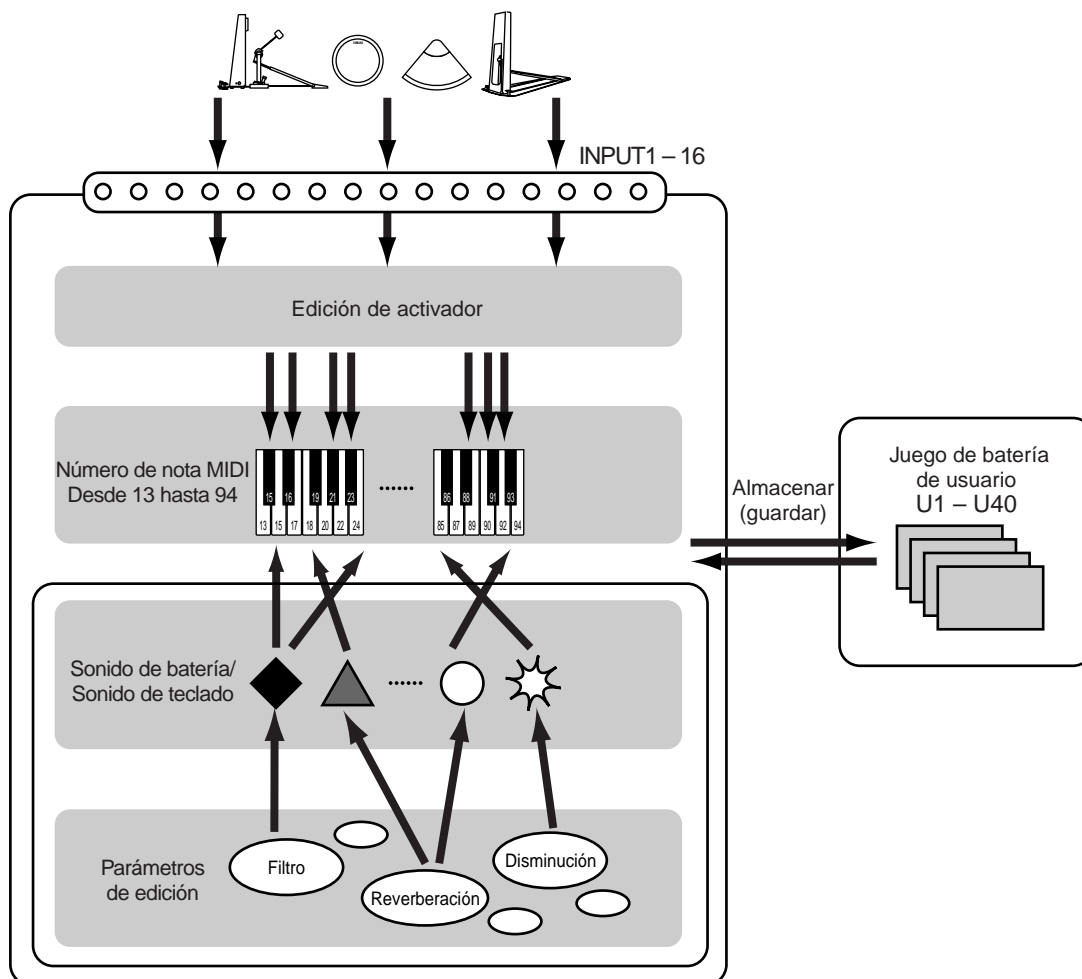 INPUT1 – 16
Edición de activador
Número de nota MIDI
Desde 13 hasta 94
15 16 19 21 23
13 15 17 18 20 22 24
......
86 88 91 93
85 87 89 90 92 94
Almacenar
(guardar)
Juego de batería
de usuario
U1 – U40
Sonido de batería/
Sonido de teclado
......
Parámetros
de edición
Filtro
Reverberación
Disminución